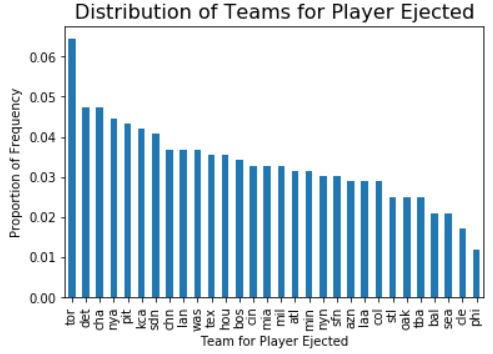 Distribution of Teams for Player Ejected
Proportion of Frequency
0.06
0.05
0.04
0.03
0.02
0.01
0.00
tor det cha nya pit kca sdn chn lan was tex hou bos cin mia mil atl min nyn sfn azn laa col stl oak tba bal sea cle phi
Team for Player Ejected